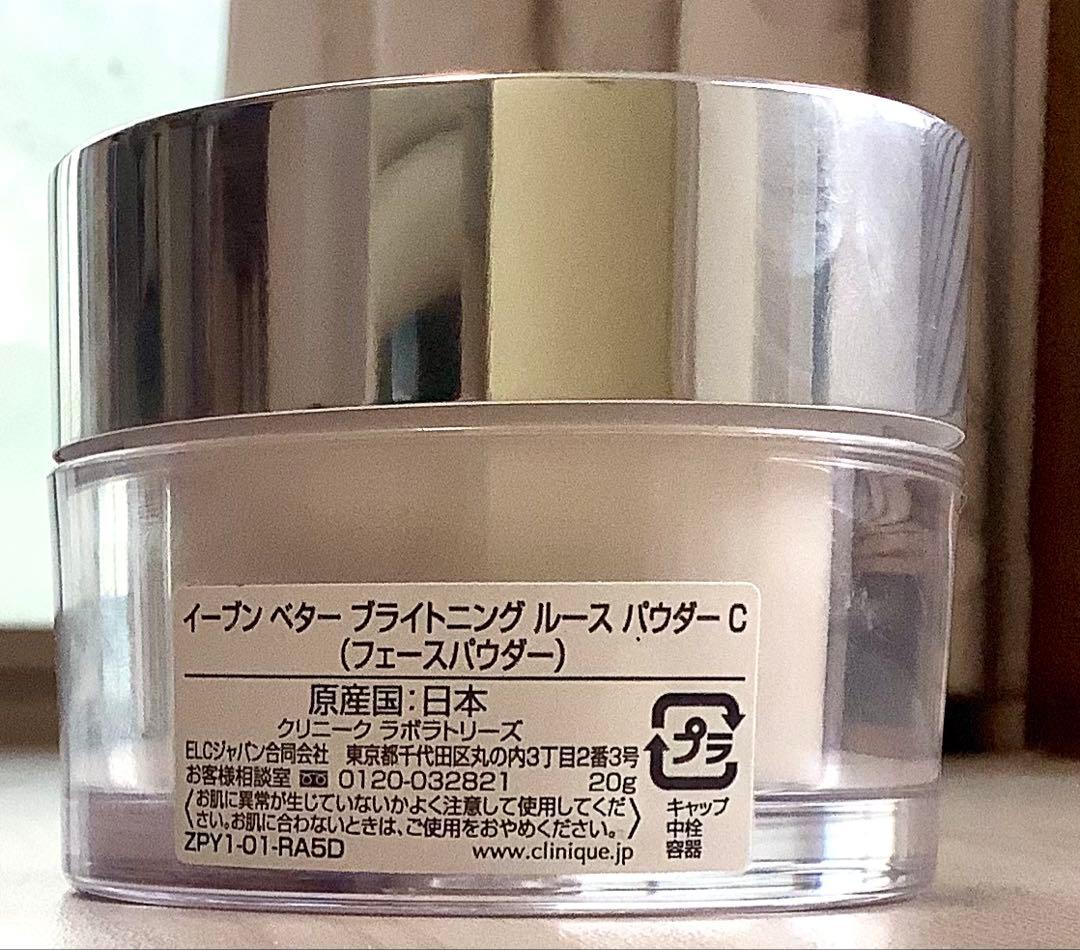 イーブン ベター ブライトニング ルース パウダー C
（フェースパウダー）
原産国：日本
クリニーク ラボラトリーズ
ELCジャパン合同会社 東京都千代田区丸の内3丁目2番3号
お客様相談室 0120-032821 20g
〈お肌に異常が生じていないかよく注意して使用してくだ
さい。お肌に合わないときは、ご使用をおやめください。〉
ZPY1-01-RA5D www.clinique.jp
プラ
キャップ
中栓
容器